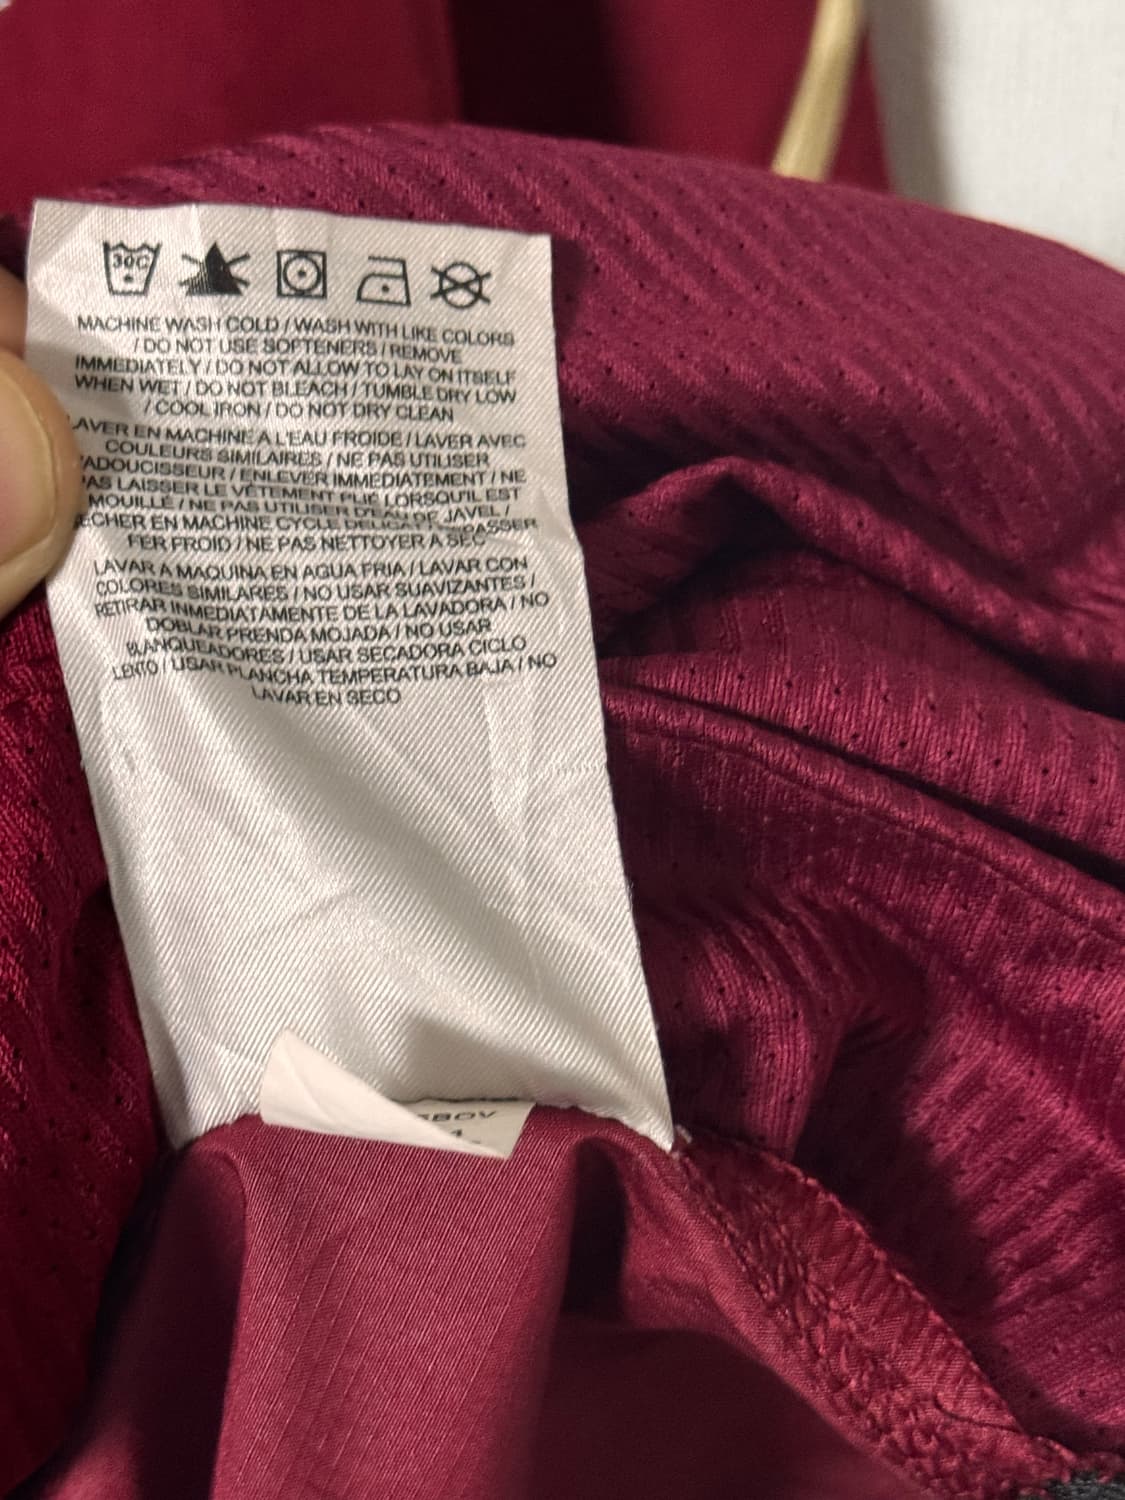 30C
MACHINE WASH COLD / WASH WITH LIKE COLORS
/ DO NOT USE SOFTENERS / REMOVE
IMMEDIATELY / DO NOT ALLOW TO LAY ON ITSELF
WHEN WET / DO NOT BLEACH / TUMBLE DRY LOW
/ COOL IRON / DO NOT DRY CLEAN
LAVER EN MACHINE A L'EAU FROIDE / LAVER AVEC
COULEURS SIMILAIRES / NE PAS UTILISER
'ADOUCISSEUR / ENLEVER IMMEDIATEMENT / NE
PAS LAISSER LE VÊTEMENT PLIÉ LORSQU'IL EST
MOUILLÉ / NE PAS UTILISER D'EAU DE JAVEL /
ÉCHER EN MACHINE CYCLE DELICAT REPASSER
FER FROID / NE PAS NETTOYER A SEC
LAVAR A MAQUINA EN AGUA FRIA / LAVAR CON
COLORES SIMILARES / NO USAR SUAVIZANTES /
RETIRAR INMEDIATAMENTE DE LA LAVADORA / NO
DOBLAR PRENDA MOJADA / NO USAR
BLANQUEADORES / USAR SECADORA CICLO
LENTO / USAR PLANCHA TEMPERATURA BAJA / NO
LAVAR EN SECO